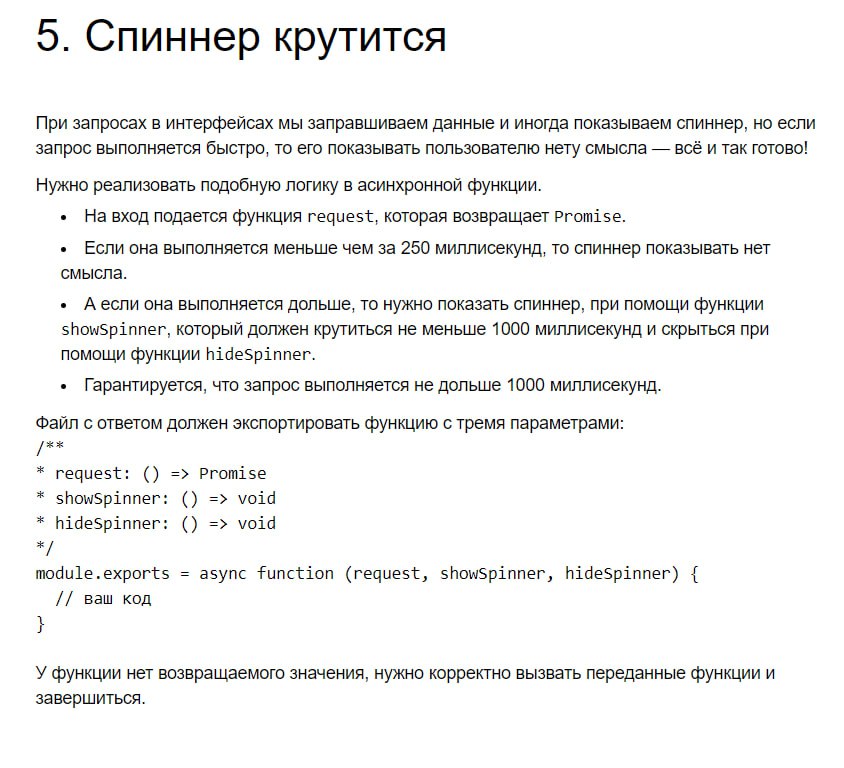 5. Спиннер крутится
При запросах в интерфейсах мы заправшиваем данные и иногда показываем спиннер, но если
запрос выполняется быстро, то его показывать пользователю нету смысла — всё и так готово!
Нужно реализовать подобную логику в асинхронной функции.
• На вход подается функция request, которая возвращает Promise.
• Если она выполняется меньше чем за 250 миллисекунд, то спиннер показывать нет
смысла.
• А если она выполняется дольше, то нужно показать спиннер, при помощи функции
showSpinner, который должен крутиться не меньше 1000 миллисекунд и скрыться при
помощи функции hideSpinner.
• Гарантируется, что запрос выполняется не дольше 1000 миллисекунд.
Файл с ответом должен экспортировать функцию с тремя параметрами:
/**
* request: () => Promise
* showSpinner: () => void
* hideSpinner: () => void
*/
module.exports = async function (request, showSpinner, hideSpinner) {
// ваш код
}
У функции нет возвращаемого значения, нужно корректно вызвать переданные функции и
завершиться.